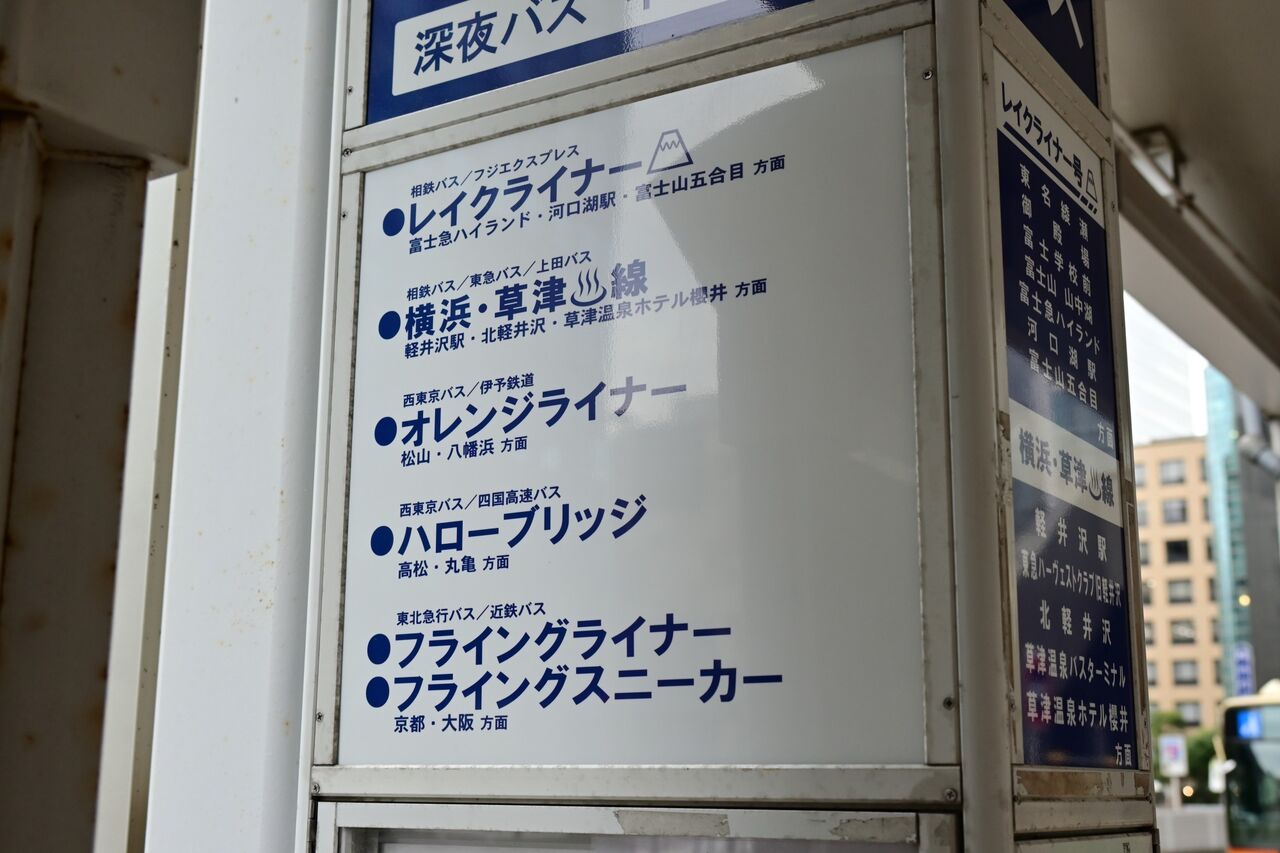 深夜バス
相鉄バス／フジエクスプレス
●レイクライナー
富士急ハイランド・河口湖駅・富士山五合目 方面
相鉄バス／東急バス／上田バス
●横浜・草津♨線
軽井沢駅・北軽井沢・草津温泉ホテル櫻井 方面
西東京バス／伊予鉄道
●オレンジライナー
松山・八幡浜 方面
西東京バス／四国高速バス
●ハローブリッジ
高松・丸亀 方面
東北急行バス／近鉄バス
●フライングライナー
●フライングスニーカー
京都・大阪 方面
レイクライナー号
東名綾瀬
御殿場
富士学校前
富士山 山中湖
富士急ハイランド
河口湖駅
富士山五合目
方面
横浜・草津♨線
軽井沢駅
東急ハーヴェストクラブ旧軽井沢
北軽井沢
草津温泉バスターミナル
草津温泉ホテル櫻井
方面